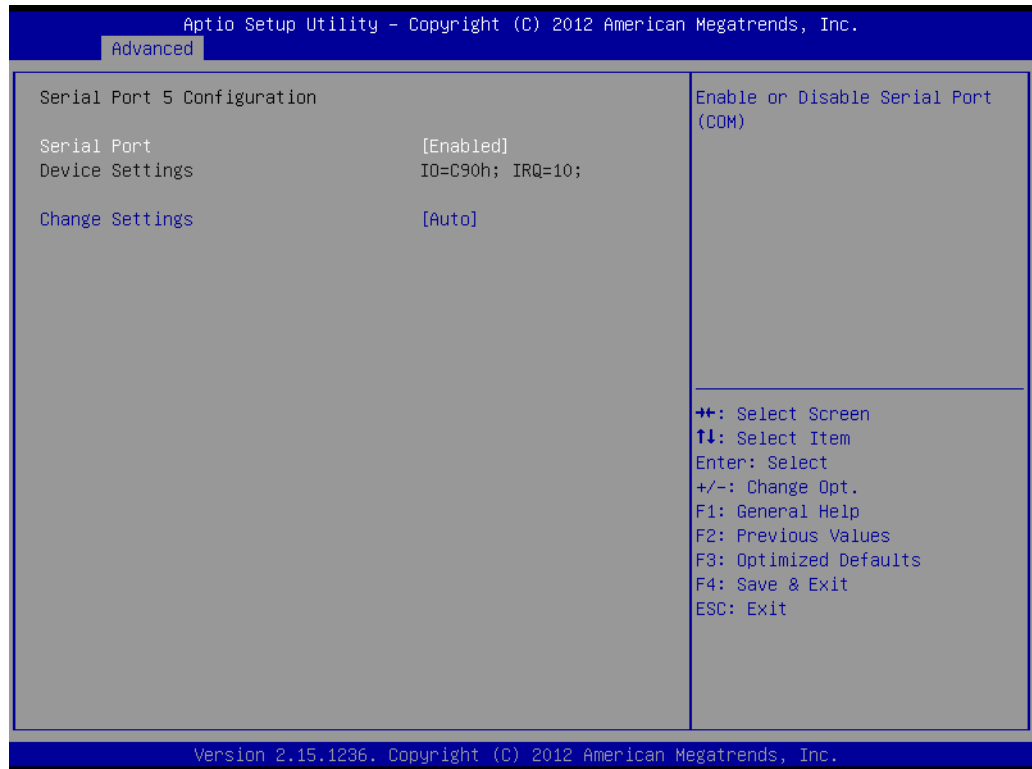 Aptio Setup Utility – Copyright (C) 2012 American Megatrends, Inc.
Advanced
Serial Port 5 Configuration
Serial Port [Enabled]
Device Settings IO=C90h; IRQ=10;
Change Settings [Auto]
Enable or Disable Serial Port
(COM)
→←: Select Screen
↑↓: Select Item
Enter: Select
+/-: Change Opt.
F1: General Help
F2: Previous Values
F3: Optimized Defaults
F4: Save & Exit
ESC: Exit
Version 2.15.1236. Copyright (C) 2012 American Megatrends, Inc.